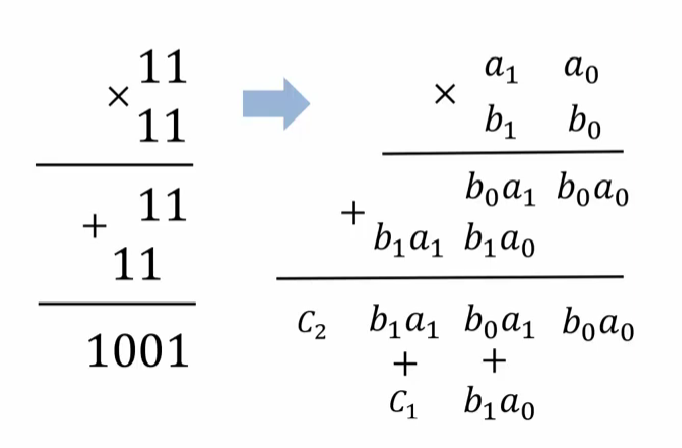 11
× 11
+ 11
11
1001
× a₁ a₀
b₁ b₀
+ b₀a₁ b₀a₀
b₁a₁ b₁a₀
C₂ b₁a₁ b₀a₁ b₀a₀
+ +
C₁ b₁a₀